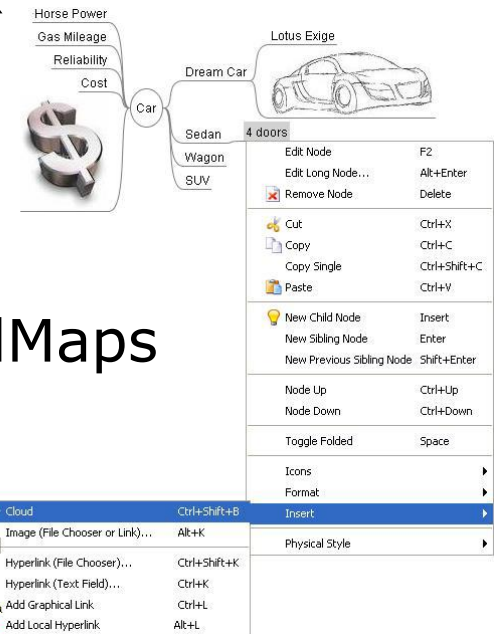 Horse Power
Gas Mileage
Reliability
Cost
Car
Dream Car
Lotus Exige
Sedan
4 doors
Wagon
SUV
Edit Node F2
Edit Long Node... Alt+Enter
Remove Node Delete
Cut Ctrl+X
Copy Ctrl+C
Copy Single Ctrl+Shift+C
Paste Ctrl+V
New Child Node Insert
New Sibling Node Enter
New Previous Sibling Node Shift+Enter
Node Up Ctrl+Up
Node Down Ctrl+Down
Toggle Folded Space
Icons
Format
Insert
Physical Style
Maps
Cloud Ctrl+Shift+B
Image (File Chooser or Link)... Alt+K
Hyperlink (File Chooser)... Ctrl+Shift+K
Hyperlink (Text Field)... Ctrl+K
Add Graphical Link Ctrl+L
Add Local Hyperlink Alt+L